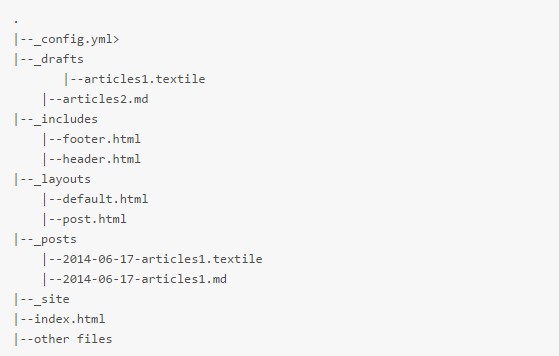 .
|--_config.yml>
|--_drafts
       |--articles1.textile
    |--articles2.md
|--_includes
    |--footer.html
    |--header.html
|--_layouts
    |--default.html
    |--post.html
|--_posts
    |--2014-06-17-articles1.textile
    |--2014-06-17-articles1.md
|--_site
|--index.html
|--other files